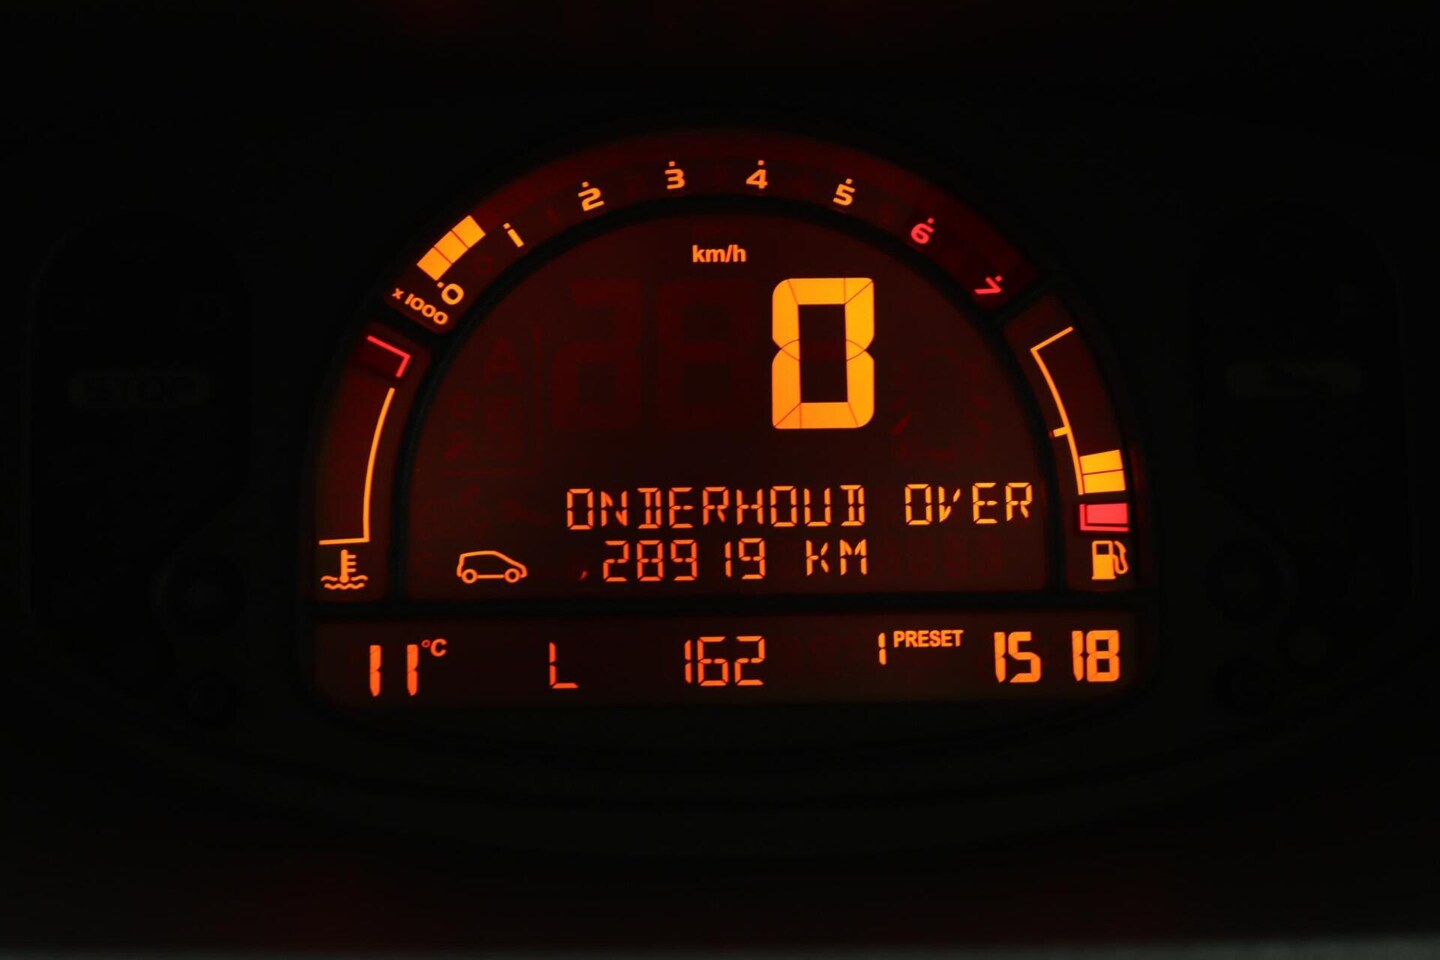 1 2 3 4 5 6 7
0
x 1000
km/h
0
ONDERHOUD OVER
28919 KM
11 °C L 162 1 PRESET 15 18